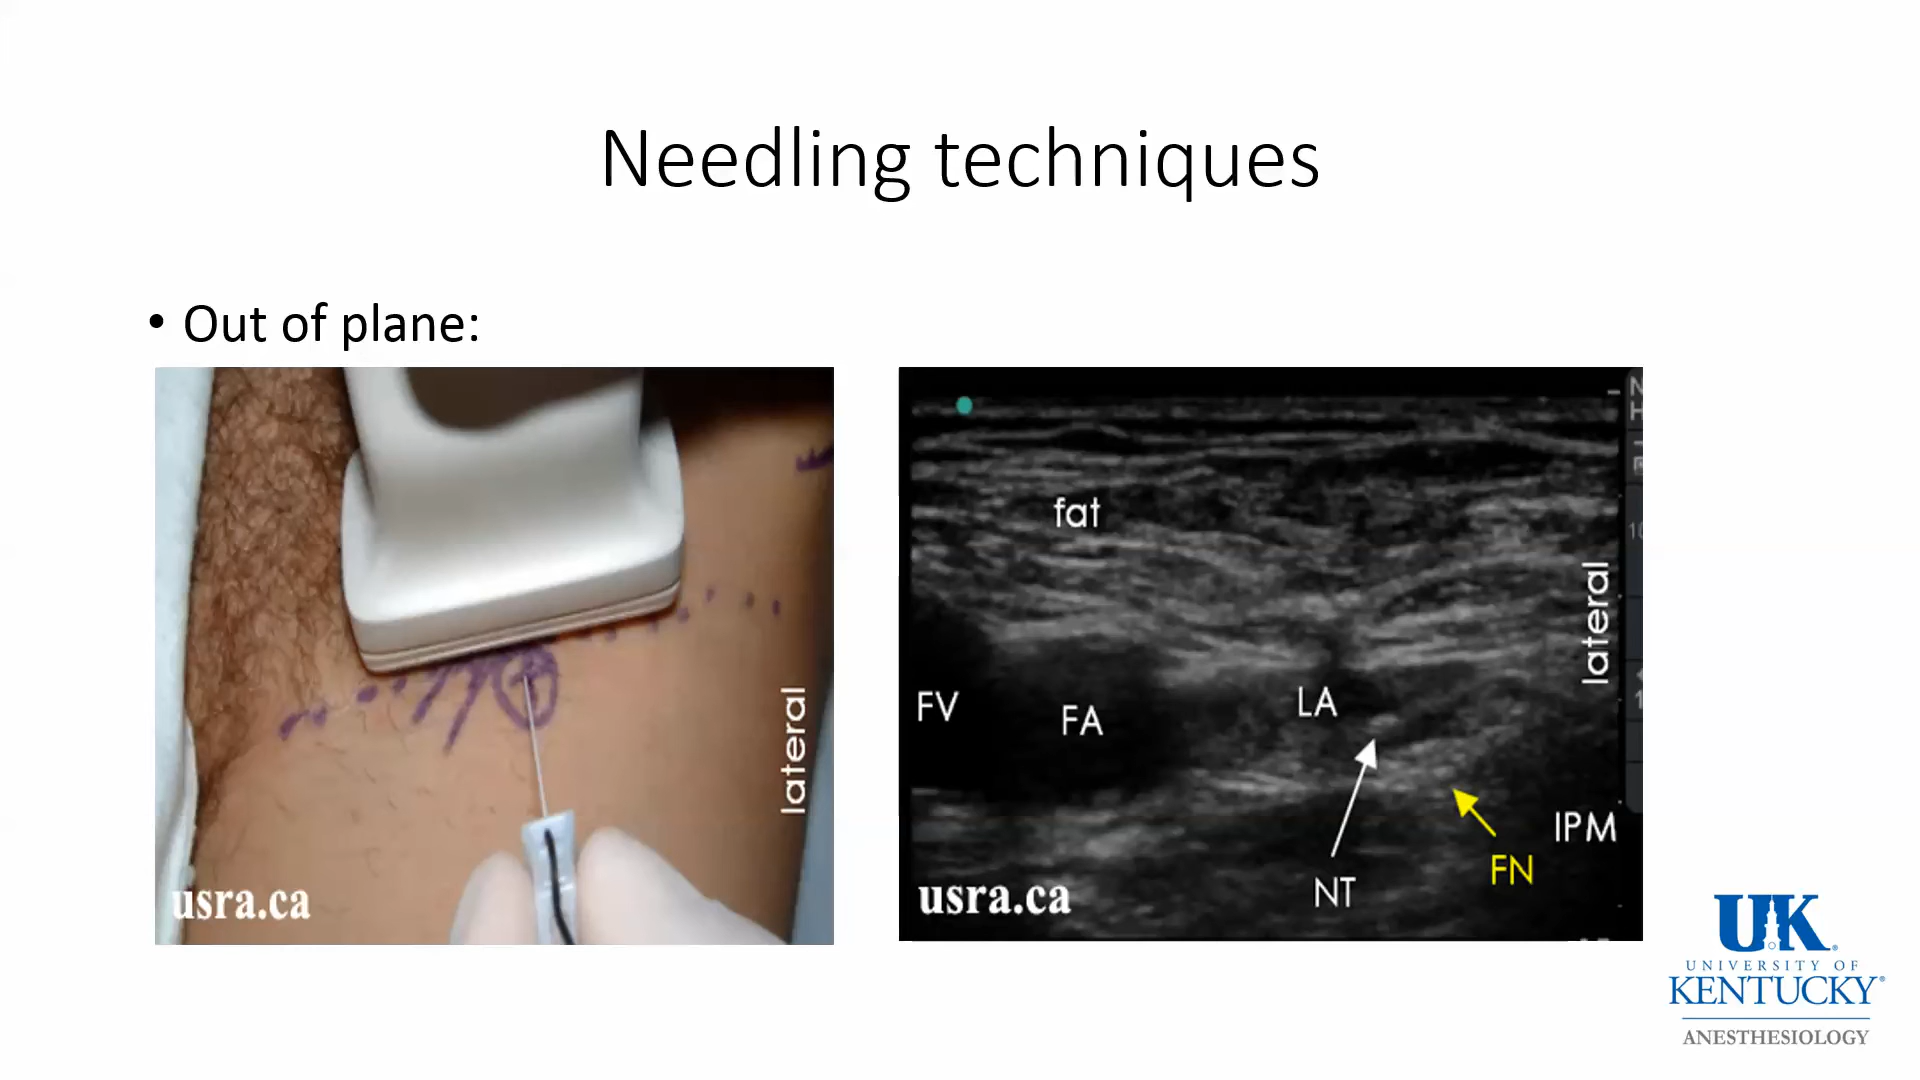 Needling techniques
• Out of plane:
lateral
usra.ca
fat
lateral
FV
FA
LA
IPM
FN
NT
usra.ca
10
UK
UNIVERSITY OF
KENTUCKY®
ANESTHESIOLOGY